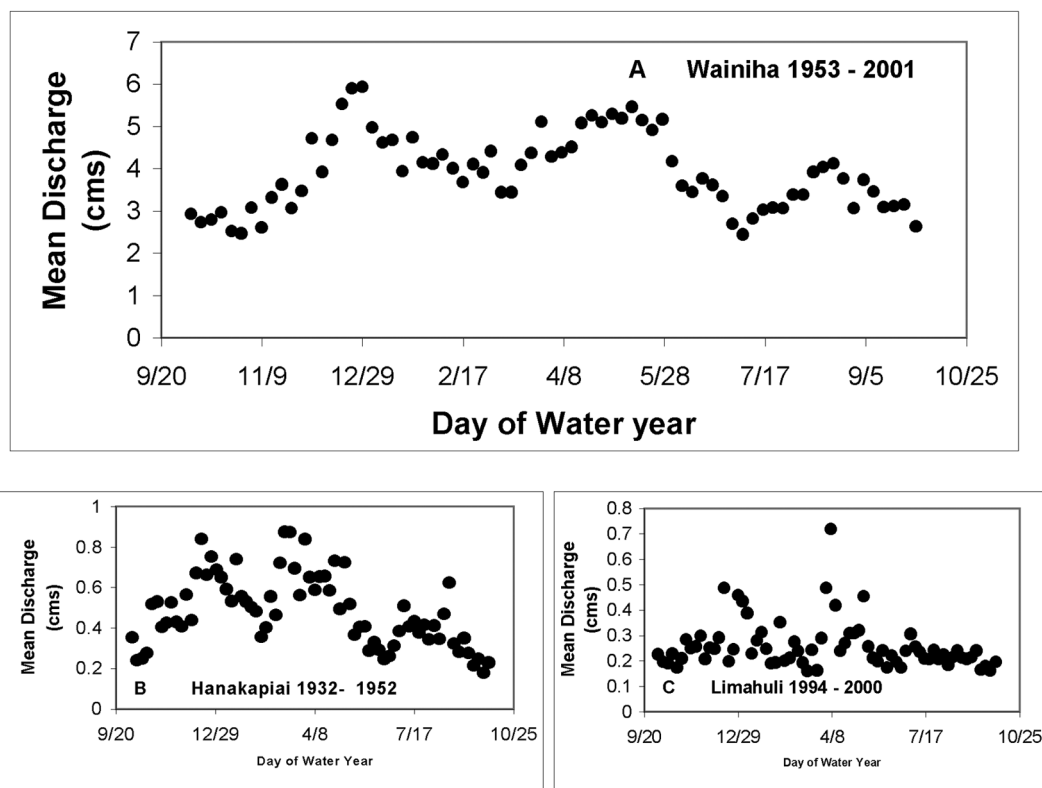 7
6
5
4
3
2
1
0
Mean Discharge
(cms)
A Wainiha 1953 - 2001
9/20 11/9 12/29 2/17 4/8 5/28 7/17 9/5 10/25
Day of Water year
1
0.8
0.6
0.4
0.2
0
Mean Discharge
(cms)
B Hanakapiai 1932- 1952
9/20 12/29 4/8 7/17 10/25
Day of Water Year
0.8
0.7
0.6
0.5
0.4
0.3
0.2
0.1
0
Mean Discharge
(cms)
C Limahuli 1994 - 2000
9/20 12/29 4/8 7/17 10/25
Day of Water Year